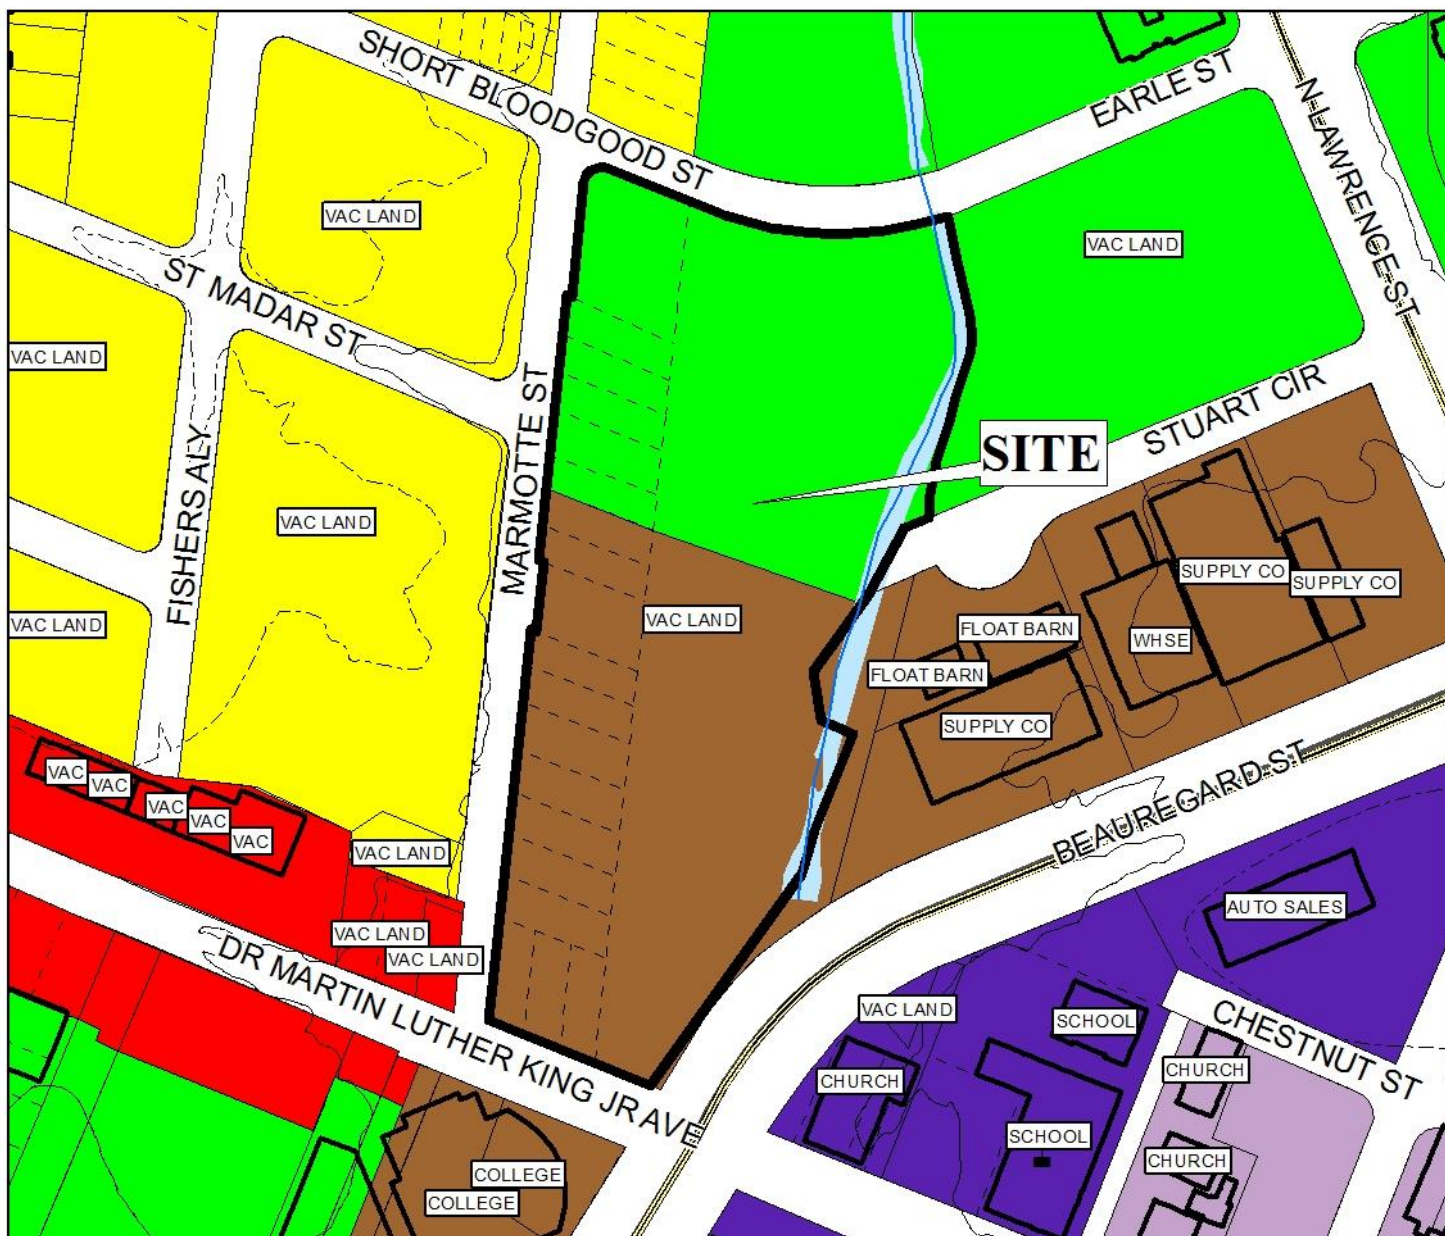 SHORT BLOODGOOD ST
EARLE ST
N LAWRENCE ST
VAC LAND
VAC LAND
ST MADAR ST
VAC LAND
MARMOTTE ST
STUART CIR
SITE
FISHERS ALY
VAC LAND
SUPPLY CO
SUPPLY CO
VAC LAND
VAC LAND
FLOAT BARN
WHSE
FLOAT BARN
SUPPLY CO
VAC
VAC
VAC
VAC
VAC
BEAUREGARD ST
VAC LAND
AUTO SALES
VAC LAND
VAC LAND
DR MARTIN LUTHER KING JR AVE
VAC LAND
SCHOOL
CHESTNUT ST
CHURCH
CHURCH
SCHOOL
CHURCH
COLLEGE
COLLEGE